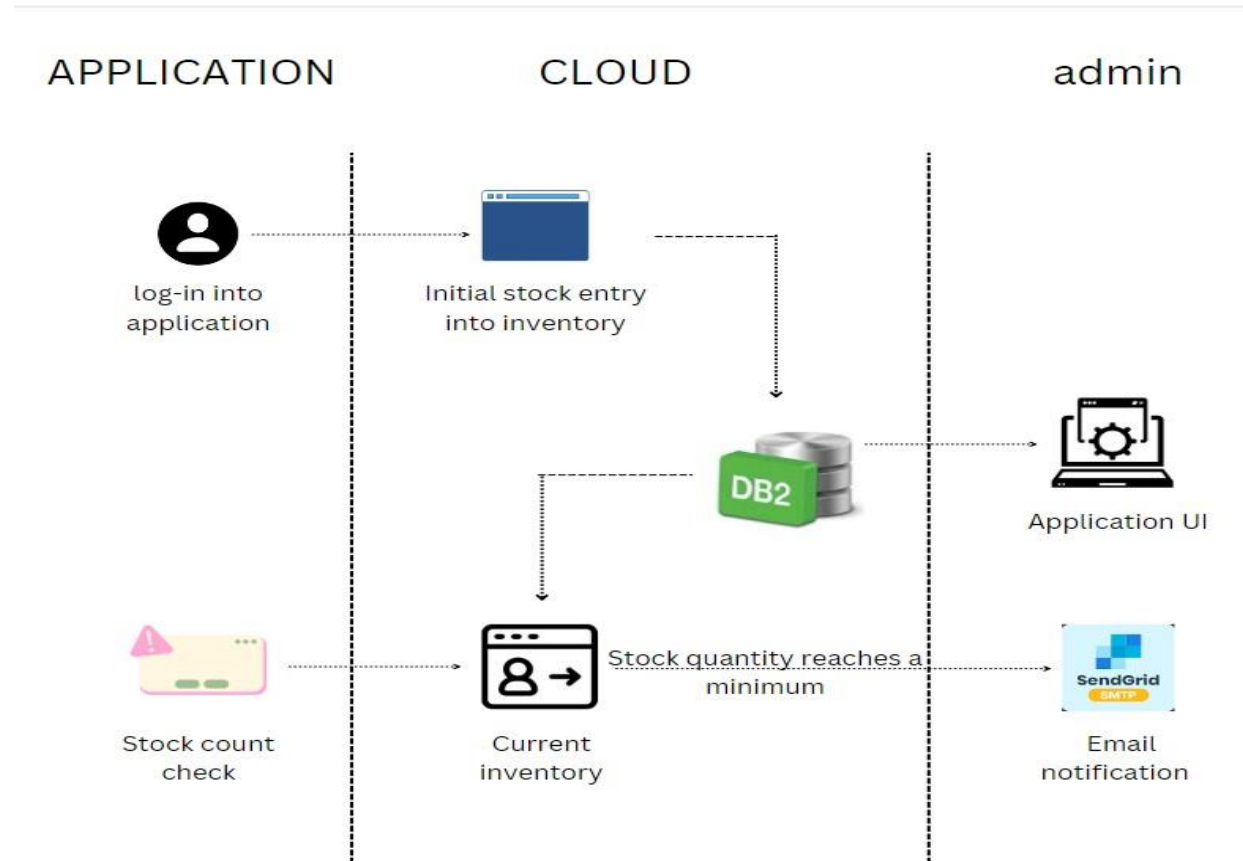 APPLICATION
CLOUD
admin
log-in into
application
Initial stock entry
into inventory
DB2
Application UI
Stock quantity reaches a
minimum
SendGrid
SMTP
Stock count
check
Current
inventory
Email
notification